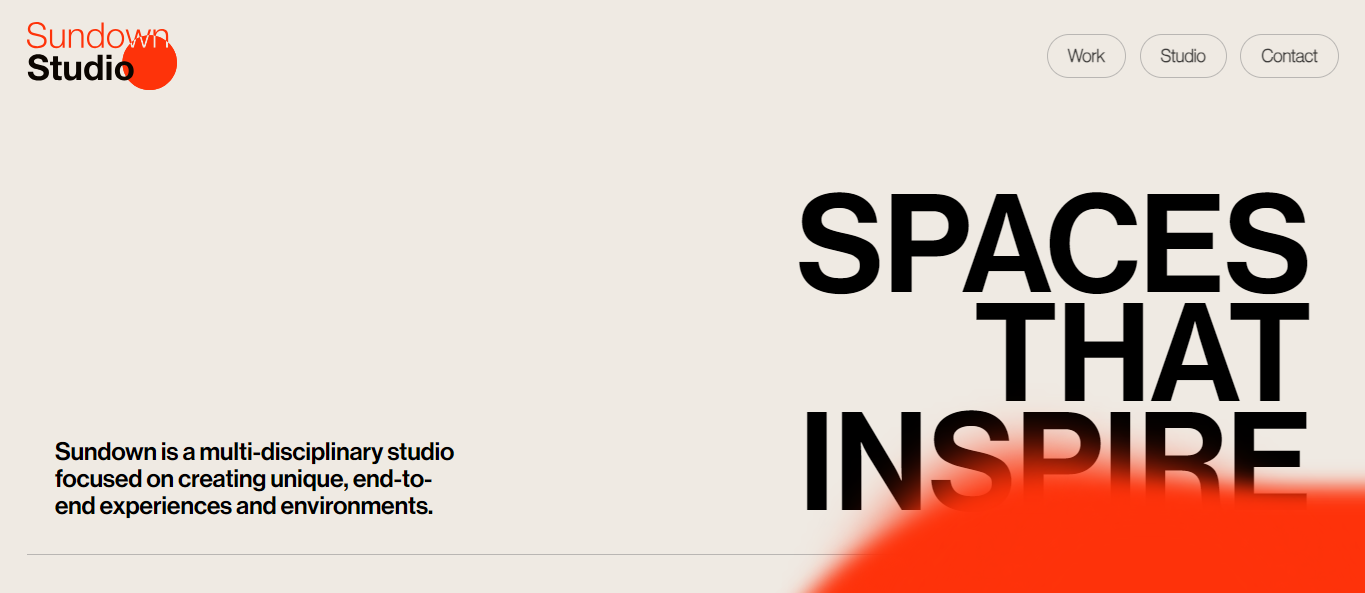 Sundown
Studio
Work
Studio
Contact
SPACES
THAT
INSPIRE
Sundown is a multi-disciplinary studio
focused on creating unique, end-to-
end experiences and environments.